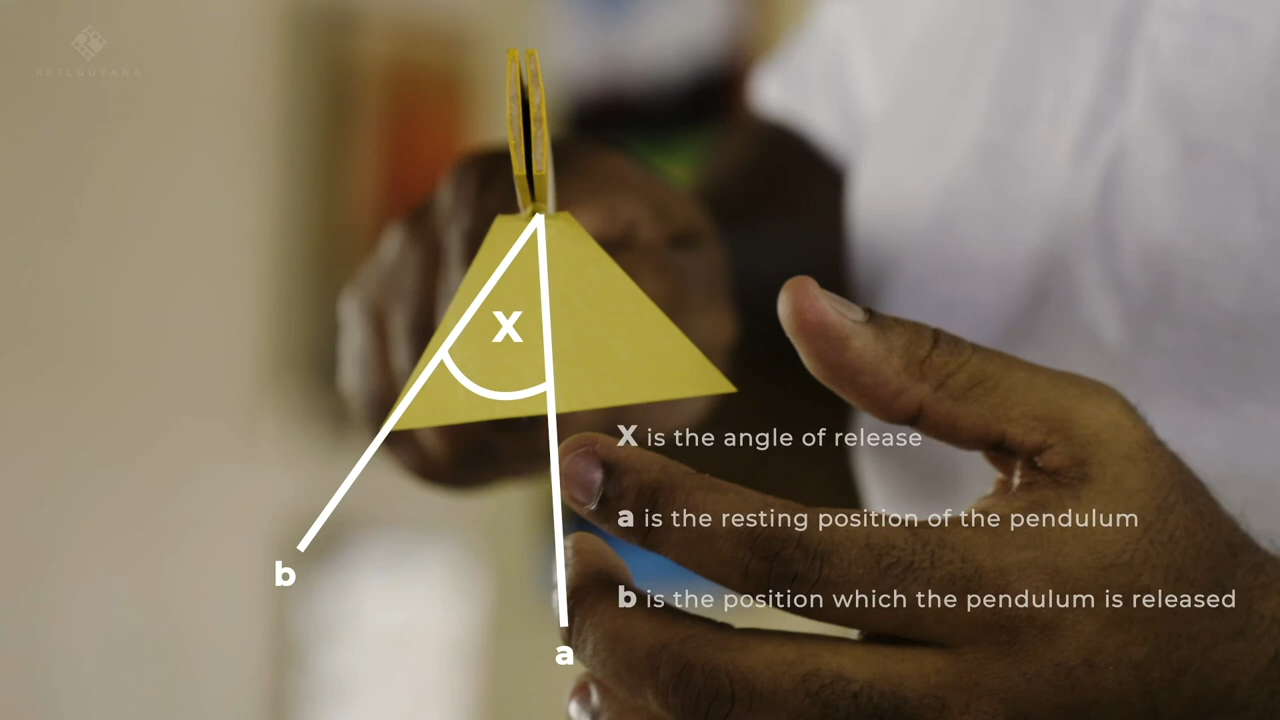 REELGUYANA
X
X is the angle of release
a is the resting position of the pendulum
b
b is the position which the pendulum is released
a